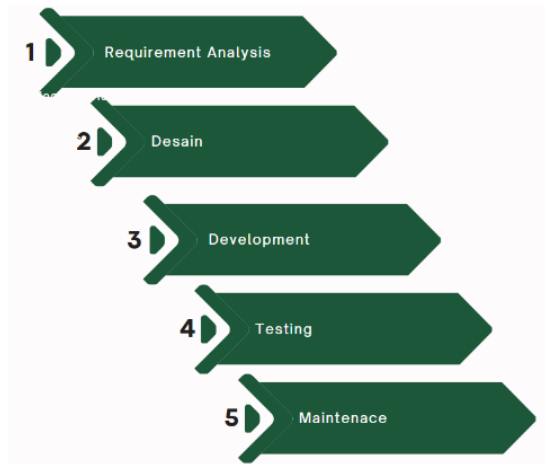 1
Requirement Analysis
2
Desain
3
Development
4
Testing
5
Maintenace